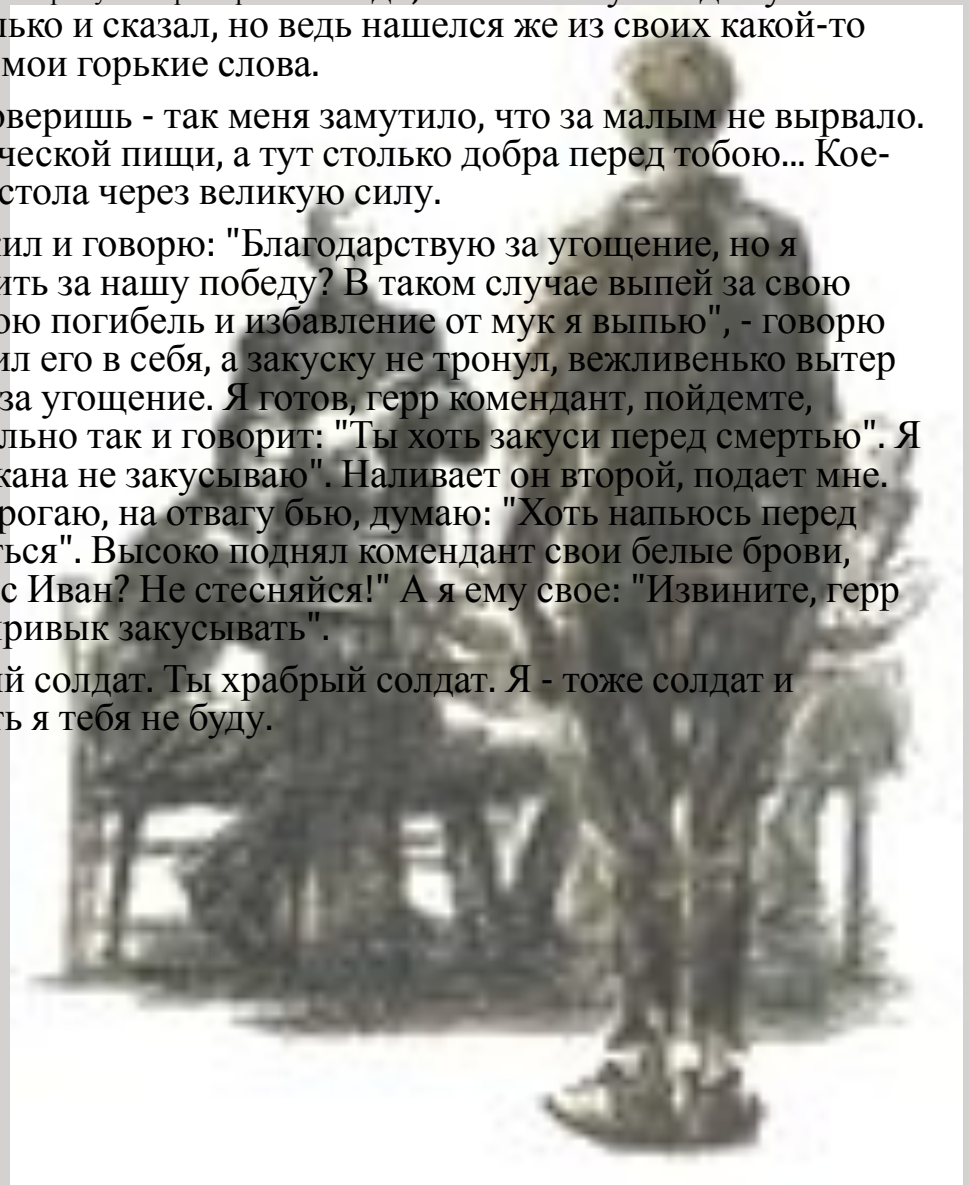 лько и сказал, но ведь нашелся же из своих какой-то
мои горькие слова.
оверишь - так меня замутило, что за малым не вырвало.
ческой пищи, а тут столько добра перед тобою... Кое-
стола через великую силу.
ил и говорю: "Благодарствую за угощение, но я
ить за нашу победу? В таком случае выпей за свою
ою погибель и избавление от мук я выпью", - говорю
ил его в себя, а закуску не тронул, вежливенько вытер
за угощение. Я готов, герр комендант, пойдемте,
льно так и говорит: "Ты хоть закуси перед смертью". Я
кана не закусываю". Наливает он второй, подает мне.
рогаю, на отвагу бью, думаю: "Хоть напьюсь перед
ться". Высоко поднял комендант свои белые брови,
с Иван? Не стесняйся!" А я ему свое: "Извините, герр
ривык закусывать".
й солдат. Ты храбрый солдат. Я - тоже солдат и
ть я тебя не буду.